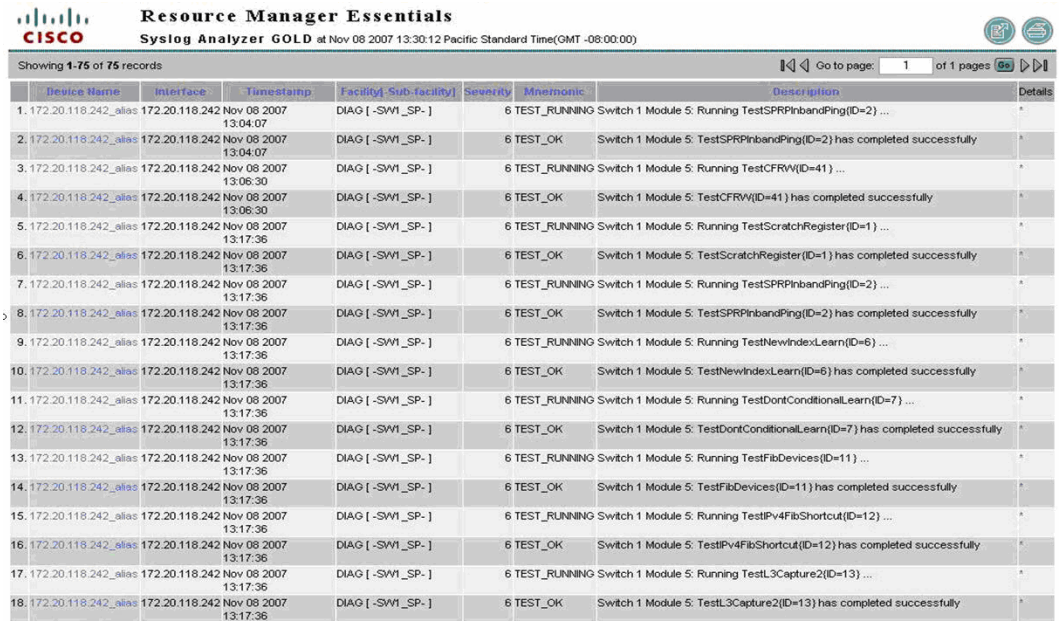 CISCO
Resource Manager Essentials
Syslog Analyzer GOLD at Nov 08 2007 13:30:12 Pacific Standard Time(GMT -08:00:00)
Showing 1-75 of 75 records
Go to page: 1 of 1 pages Go
Device Name Interface Timestamp Facility[-Sub-facility] Severity Mnemonic Description Details
1. 172.20.118.242_alias 172.20.118.242 Nov 08 2007 DIAG [ -SW1_SP- ] 6 TEST_RUNNING Switch 1 Module 5: Running TestSPRPInbandPing{ID=2} ... *
13:04:07
2. 172.20.118.242_alias 172.20.118.242 Nov 08 2007 DIAG [ -SW1_SP- ] 6 TEST_OK Switch 1 Module 5: TestSPRPInbandPing{ID=2} has completed successfully *
13:04:07
3. 172.20.118.242_alias 172.20.118.242 Nov 08 2007 DIAG [ -SW1_SP- ] 6 TEST_RUNNING Switch 1 Module 5: Running TestCFRW{ID=41} ... *
13:06:30
4. 172.20.118.242_alias 172.20.118.242 Nov 08 2007 DIAG [ -SW1_SP- ] 6 TEST_OK Switch 1 Module 5: TestCFRW{ID=41} has completed successfully *
13:06:30
5. 172.20.118.242_alias 172.20.118.242 Nov 08 2007 DIAG [ -SW1_SP- ] 6 TEST_RUNNING Switch 1 Module 5: Running TestScratchRegister{ID=1} ... *
13:17:36
6. 172.20.118.242_alias 172.20.118.242 Nov 08 2007 DIAG [ -SW1_SP- ] 6 TEST_OK Switch 1 Module 5: TestScratchRegister{ID=1} has completed successfully *
13:17:36
7. 172.20.118.242_alias 172.20.118.242 Nov 08 2007 DIAG [ -SW1_SP- ] 6 TEST_RUNNING Switch 1 Module 5: Running TestSPRPInbandPing{ID=2} ... *
13:17:36
8. 172.20.118.242_alias 172.20.118.242 Nov 08 2007 DIAG [ -SW1_SP- ] 6 TEST_OK Switch 1 Module 5: TestSPRPInbandPing{ID=2} has completed successfully *
13:17:36
9. 172.20.118.242_alias 172.20.118.242 Nov 08 2007 DIAG [ -SW1_SP- ] 6 TEST_RUNNING Switch 1 Module 5: Running TestNewIndexLearn{ID=6} ... *
13:17:36
10. 172.20.118.242_alias 172.20.118.242 Nov 08 2007 DIAG [ -SW1_SP- ] 6 TEST_OK Switch 1 Module 5: TestNewIndexLearn{ID=6} has completed successfully *
13:17:36
11. 172.20.118.242_alias 172.20.118.242 Nov 08 2007 DIAG [ -SW1_SP- ] 6 TEST_RUNNING Switch 1 Module 5: Running TestDontConditionalLearn{ID=7} ... *
13:17:36
12. 172.20.118.242_alias 172.20.118.242 Nov 08 2007 DIAG [ -SW1_SP- ] 6 TEST_OK Switch 1 Module 5: TestDontConditionalLearn{ID=7} has completed successfully *
13:17:36
13. 172.20.118.242_alias 172.20.118.242 Nov 08 2007 DIAG [ -SW1_SP- ] 6 TEST_RUNNING Switch 1 Module 5: Running TestFibDevices{ID=11} ... *
13:17:36
14. 172.20.118.242_alias 172.20.118.242 Nov 08 2007 DIAG [ -SW1_SP- ] 6 TEST_OK Switch 1 Module 5: TestFibDevices{ID=11} has completed successfully *
13:17:36
15. 172.20.118.242_alias 172.20.118.242 Nov 08 2007 DIAG [ -SW1_SP- ] 6 TEST_RUNNING Switch 1 Module 5: Running TestIPv4FibShortcut{ID=12} ... *
13:17:36
16. 172.20.118.242_alias 172.20.118.242 Nov 08 2007 DIAG [ -SW1_SP- ] 6 TEST_OK Switch 1 Module 5: TestIPv4FibShortcut{ID=12} has completed successfully *
13:17:36
17. 172.20.118.242_alias 172.20.118.242 Nov 08 2007 DIAG [ -SW1_SP- ] 6 TEST_RUNNING Switch 1 Module 5: Running TestL3Capture2{ID=13} ... *
13:17:36
18. 172.20.118.242_alias 172.20.118.242 Nov 08 2007 DIAG [ -SW1_SP- ] 6 TEST_OK Switch 1 Module 5: TestL3Capture2{ID=13} has completed successfully *
13:17:36